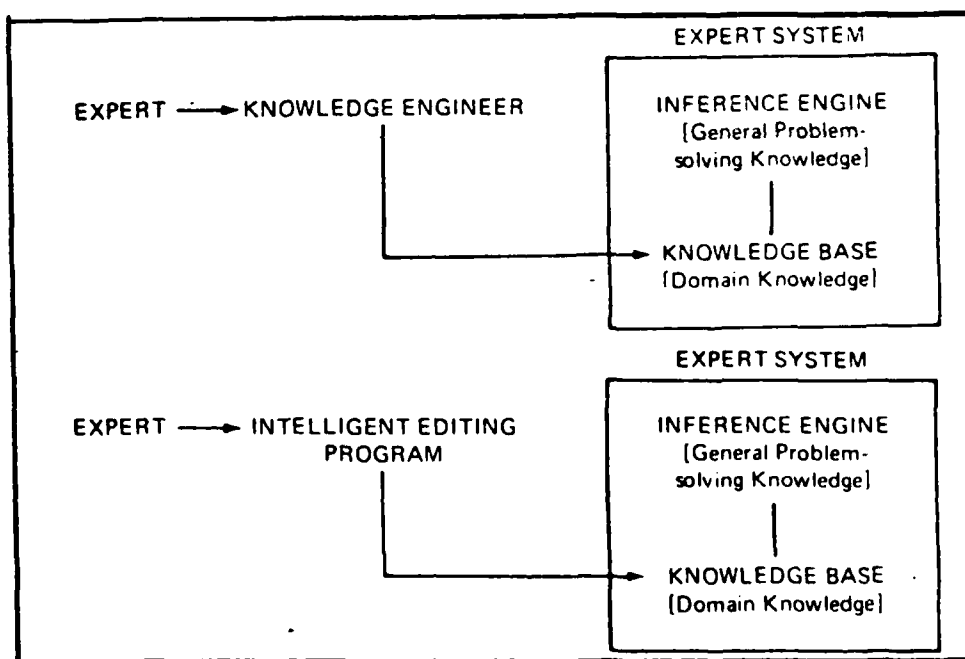 EXPERT SYSTEM
EXPERT → KNOWLEDGE ENGINEER
INFERENCE ENGINE
[General Problem-
solving Knowledge]
KNOWLEDGE BASE
[Domain Knowledge]
EXPERT SYSTEM
EXPERT → INTELLIGENT EDITING
PROGRAM
INFERENCE ENGINE
[General Problem-
solving Knowledge]
KNOWLEDGE BASE
[Domain Knowledge]